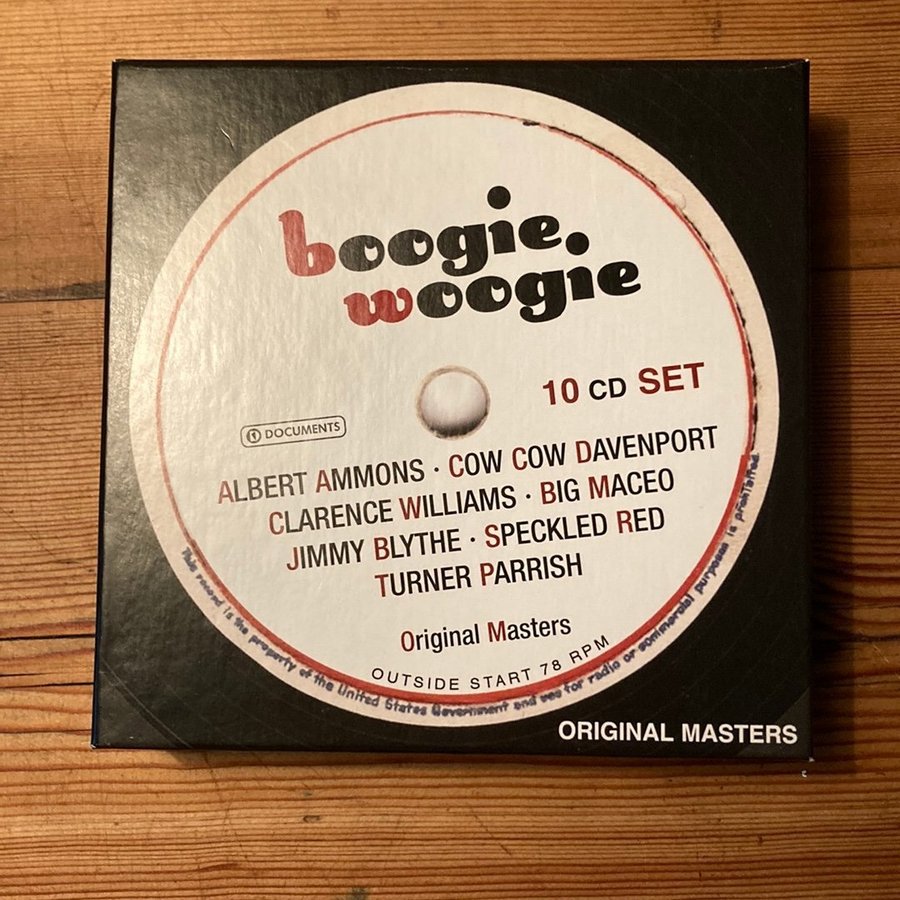 boogie.
woogie
10 CD SET
DOCUMENTS
ALBERT AMMONS · COW COW DAVENPORT
CLARENCE WILLIAMS · BIG MACEO
JIMMY BLYTHE · SPECKLED RED
TURNER PARRISH
Original Masters
OUTSIDE START 78 RPM
This record is the property of the United States Government and use for radio or commercial purposes is prohibited
ORIGINAL MASTERS